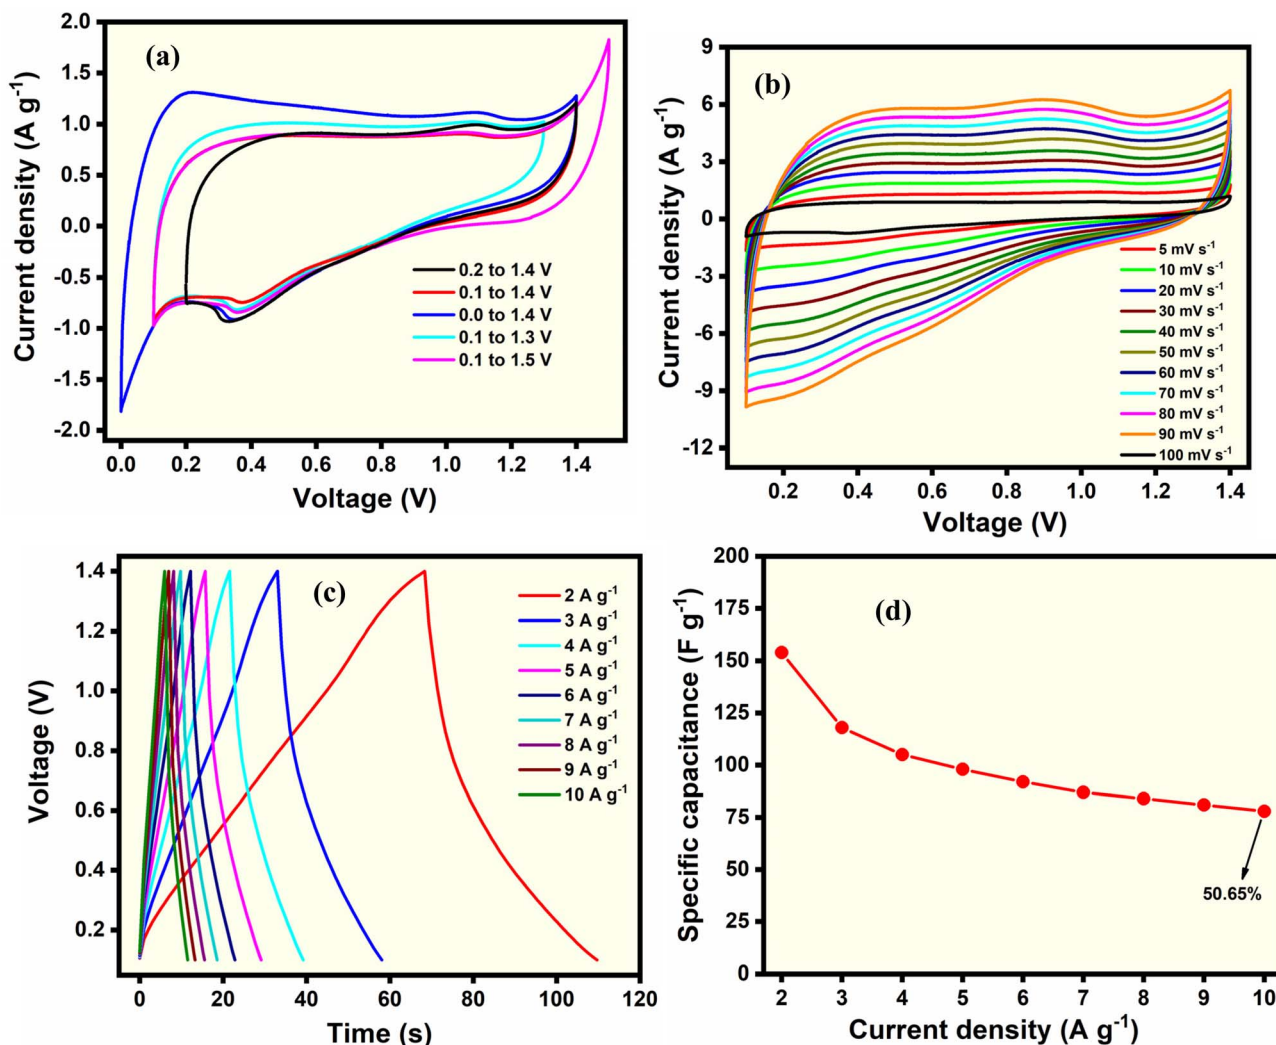 (a)
Current density (A g-1)
2.0
1.5
1.0
0.5
0.0
-0.5
-1.0
-1.5
-2.0
0.2 to 1.4 V
0.1 to 1.4 V
0.0 to 1.4 V
0.1 to 1.3 V
0.1 to 1.5 V
0.0 0.2 0.4 0.6 0.8 1.0 1.2 1.4
Voltage (V)
(b)
Current density (A g-1)
9
6
3
0
-3
-6
-9
-12
5 mV s-1
10 mV s-1
20 mV s-1
30 mV s-1
40 mV s-1
50 mV s-1
60 mV s-1
70 mV s-1
80 mV s-1
90 mV s-1
100 mV s-1
0.2 0.4 0.6 0.8 1.0 1.2 1.4
Voltage (V)
(c)
Voltage (V)
1.4
1.2
1.0
0.8
0.6
0.4
0.2
2 A g-1
3 A g-1
4 A g-1
5 A g-1
6 A g-1
7 A g-1
8 A g-1
9 A g-1
10 A g-1
0 20 40 60 80 100 120
Time (s)
(d)
Specific capacitance (F g-1)
200
175
150
125
100
75
50
25
0
50.65%
2 3 4 5 6 7 8 9 10
Current density (A g-1)